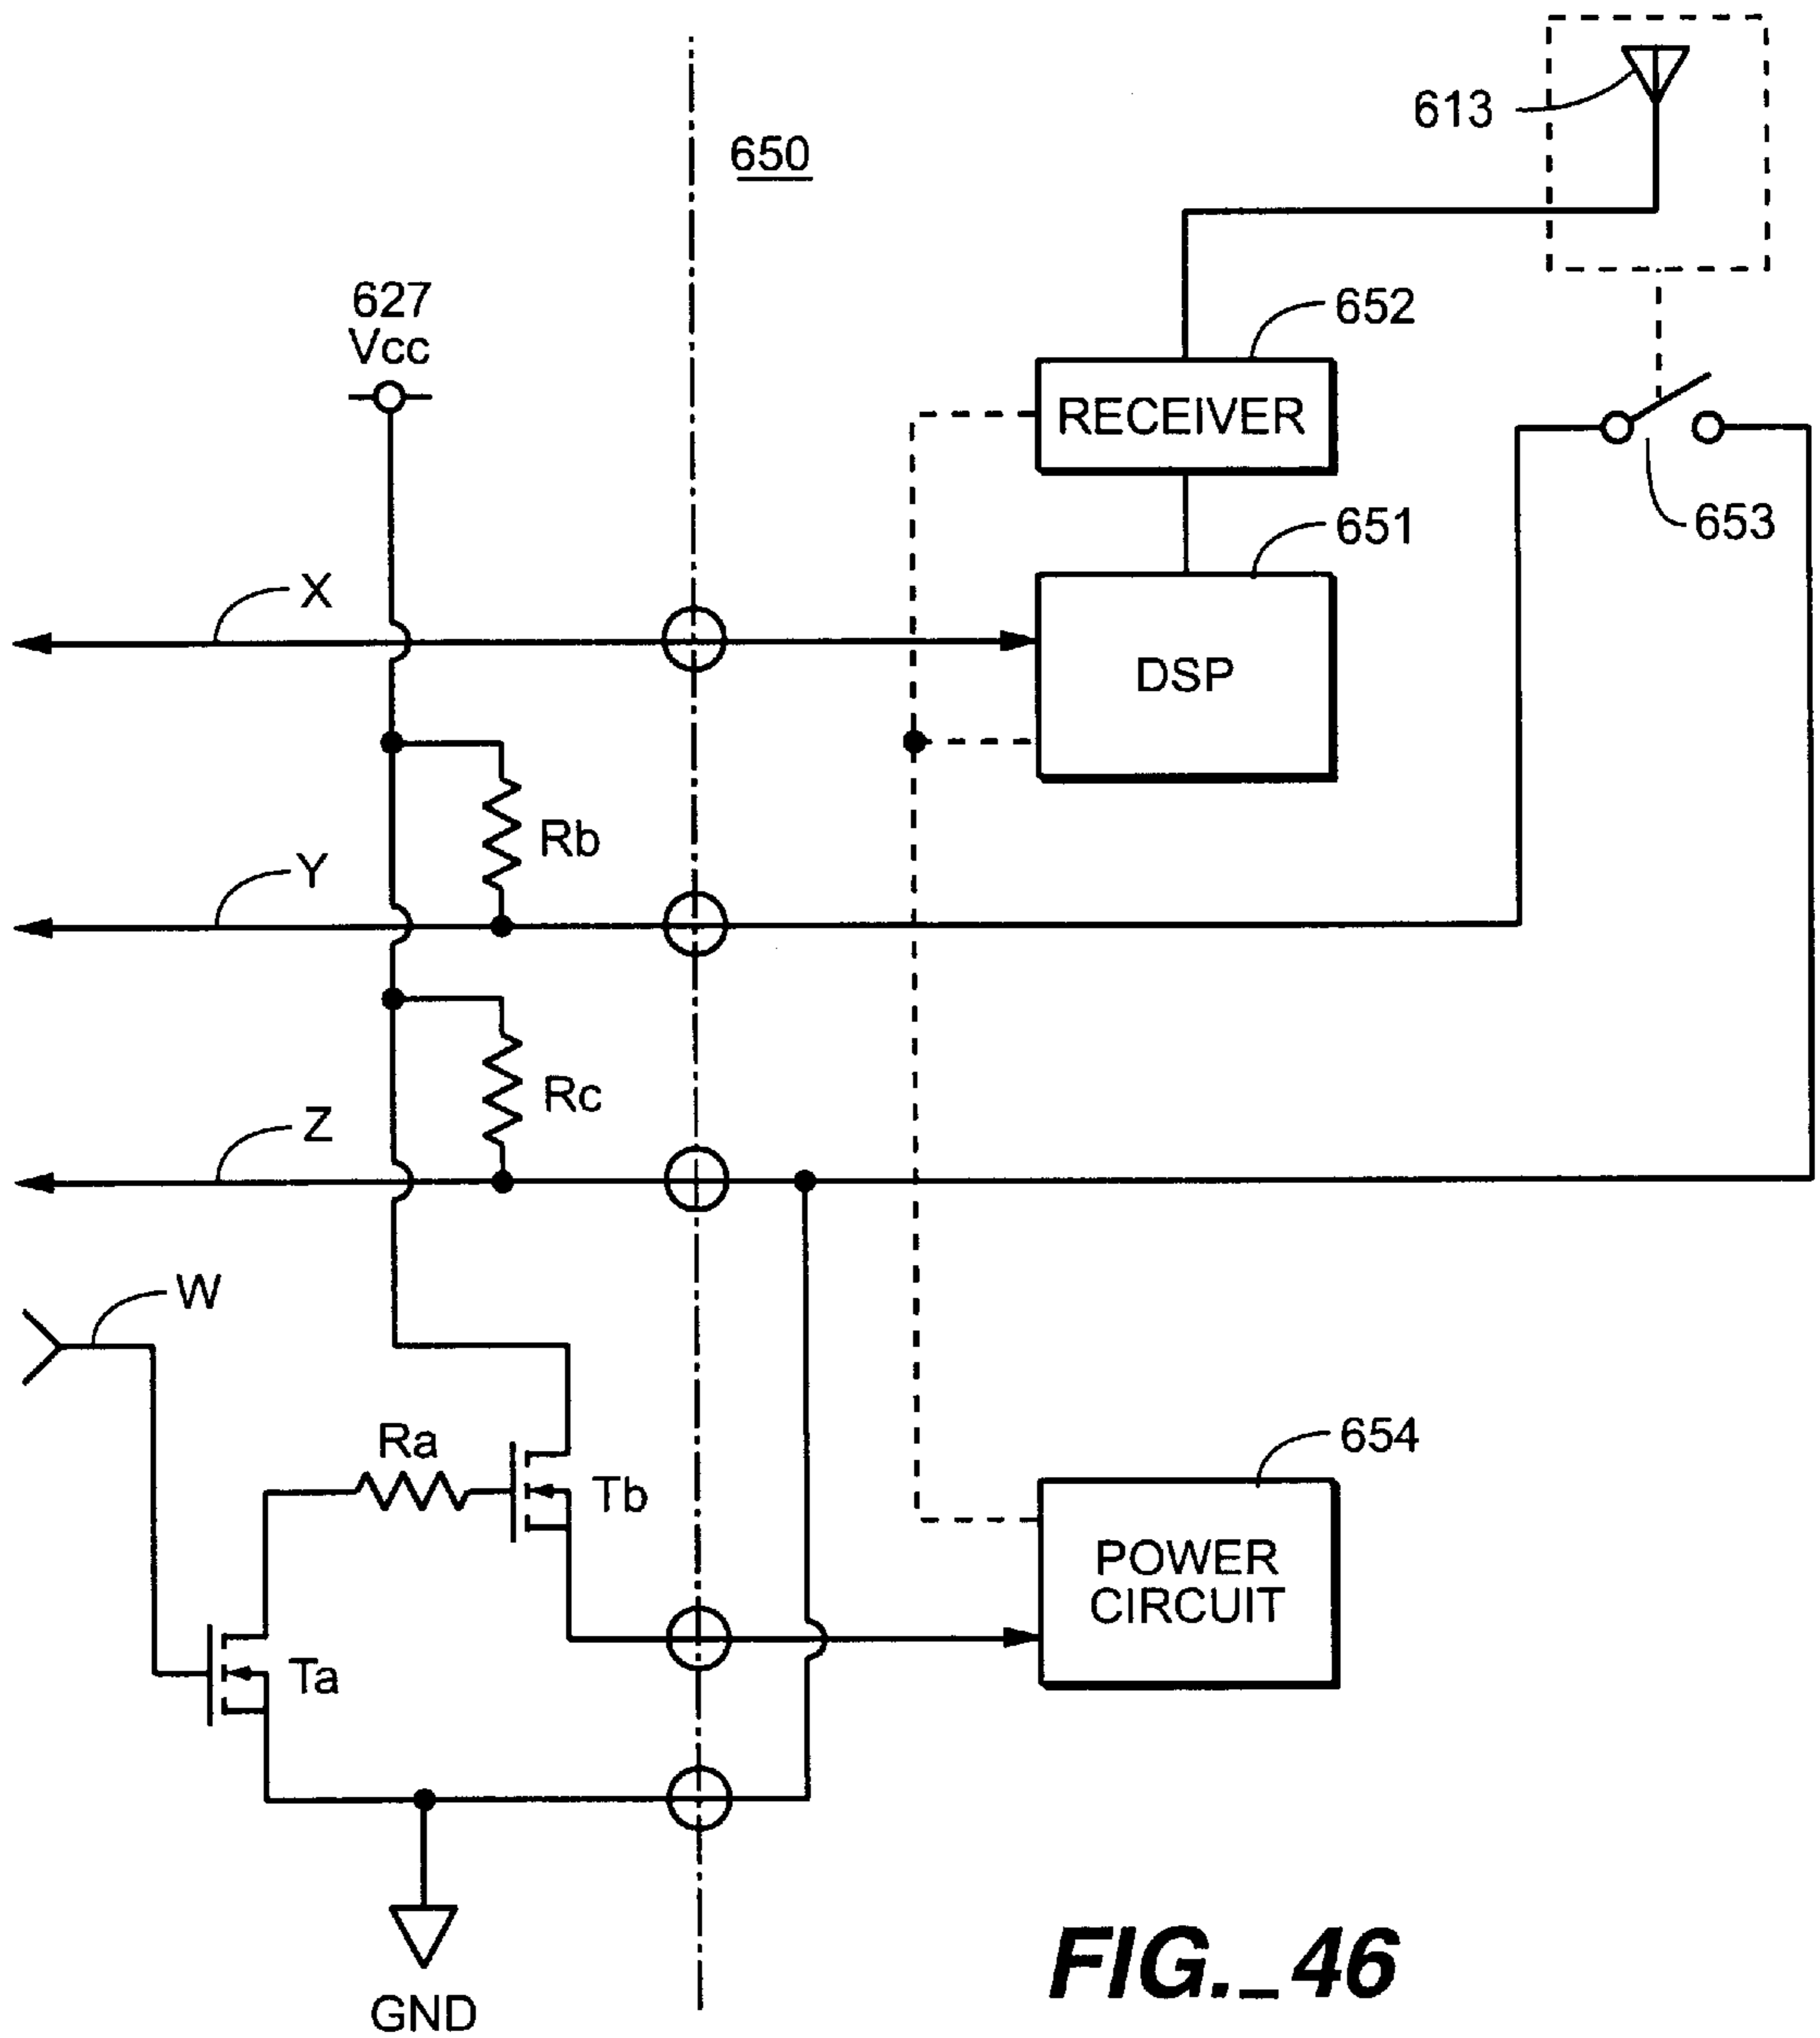 613
650
627
Vcc
652
RECEIVER
653
651
X
DSP
Rb
Y
Rc
Z
W
654
Ra
Tb
POWER
CIRCUIT
Ta
GND
FIG._46